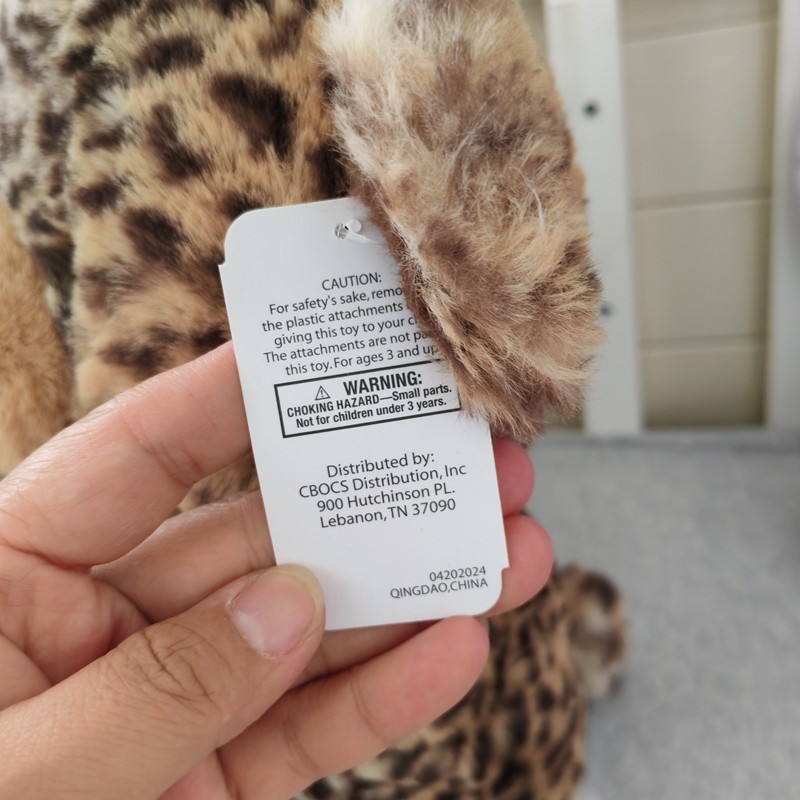 CAUTION:
For safety's sake, remo
the plastic attachments
giving this toy to your c
The attachments are not pa
this toy. For ages 3 and up
WARNING:
CHOKING HAZARD—Small parts.
Not for children under 3 years.
Distributed by:
CBOCS Distribution, Inc
900 Hutchinson PL.
Lebanon, TN 37090
04202024
QINGDAO,CHINA